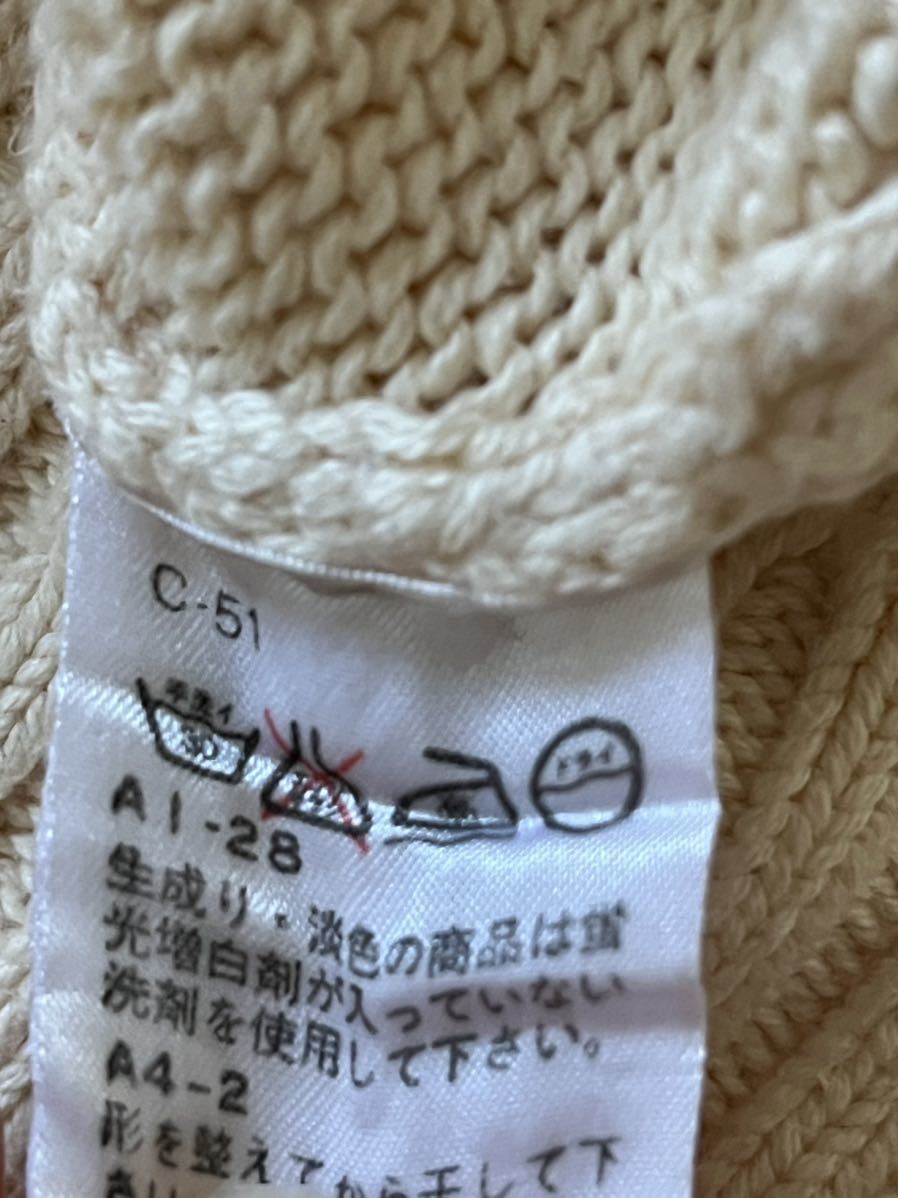 C-51
手洗イ
30
ドライ
A1-28
生成り・淡色の商品は蛍
光増白剤が入っていない
洗剤を使用して下さい。
A4-2
形を整えてから干して下
さい